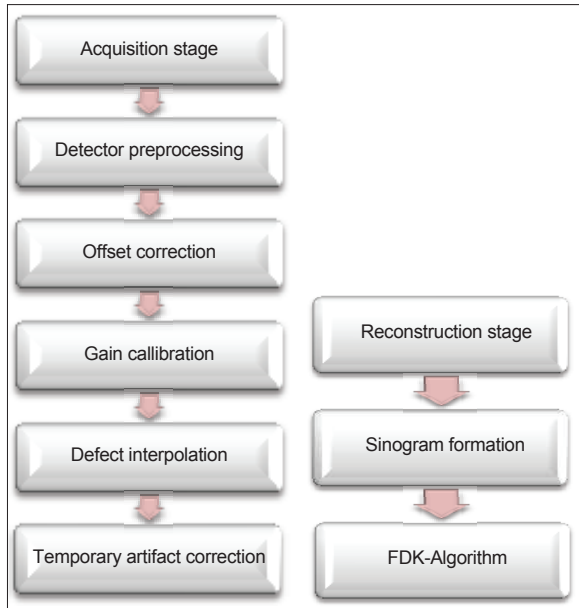 Acquisition stage
Detector preprocessing
Offset correction
Gain callibration
Defect interpolation
Temporary artifact correction
Reconstruction stage
Sinogram formation
FDK-Algorithm